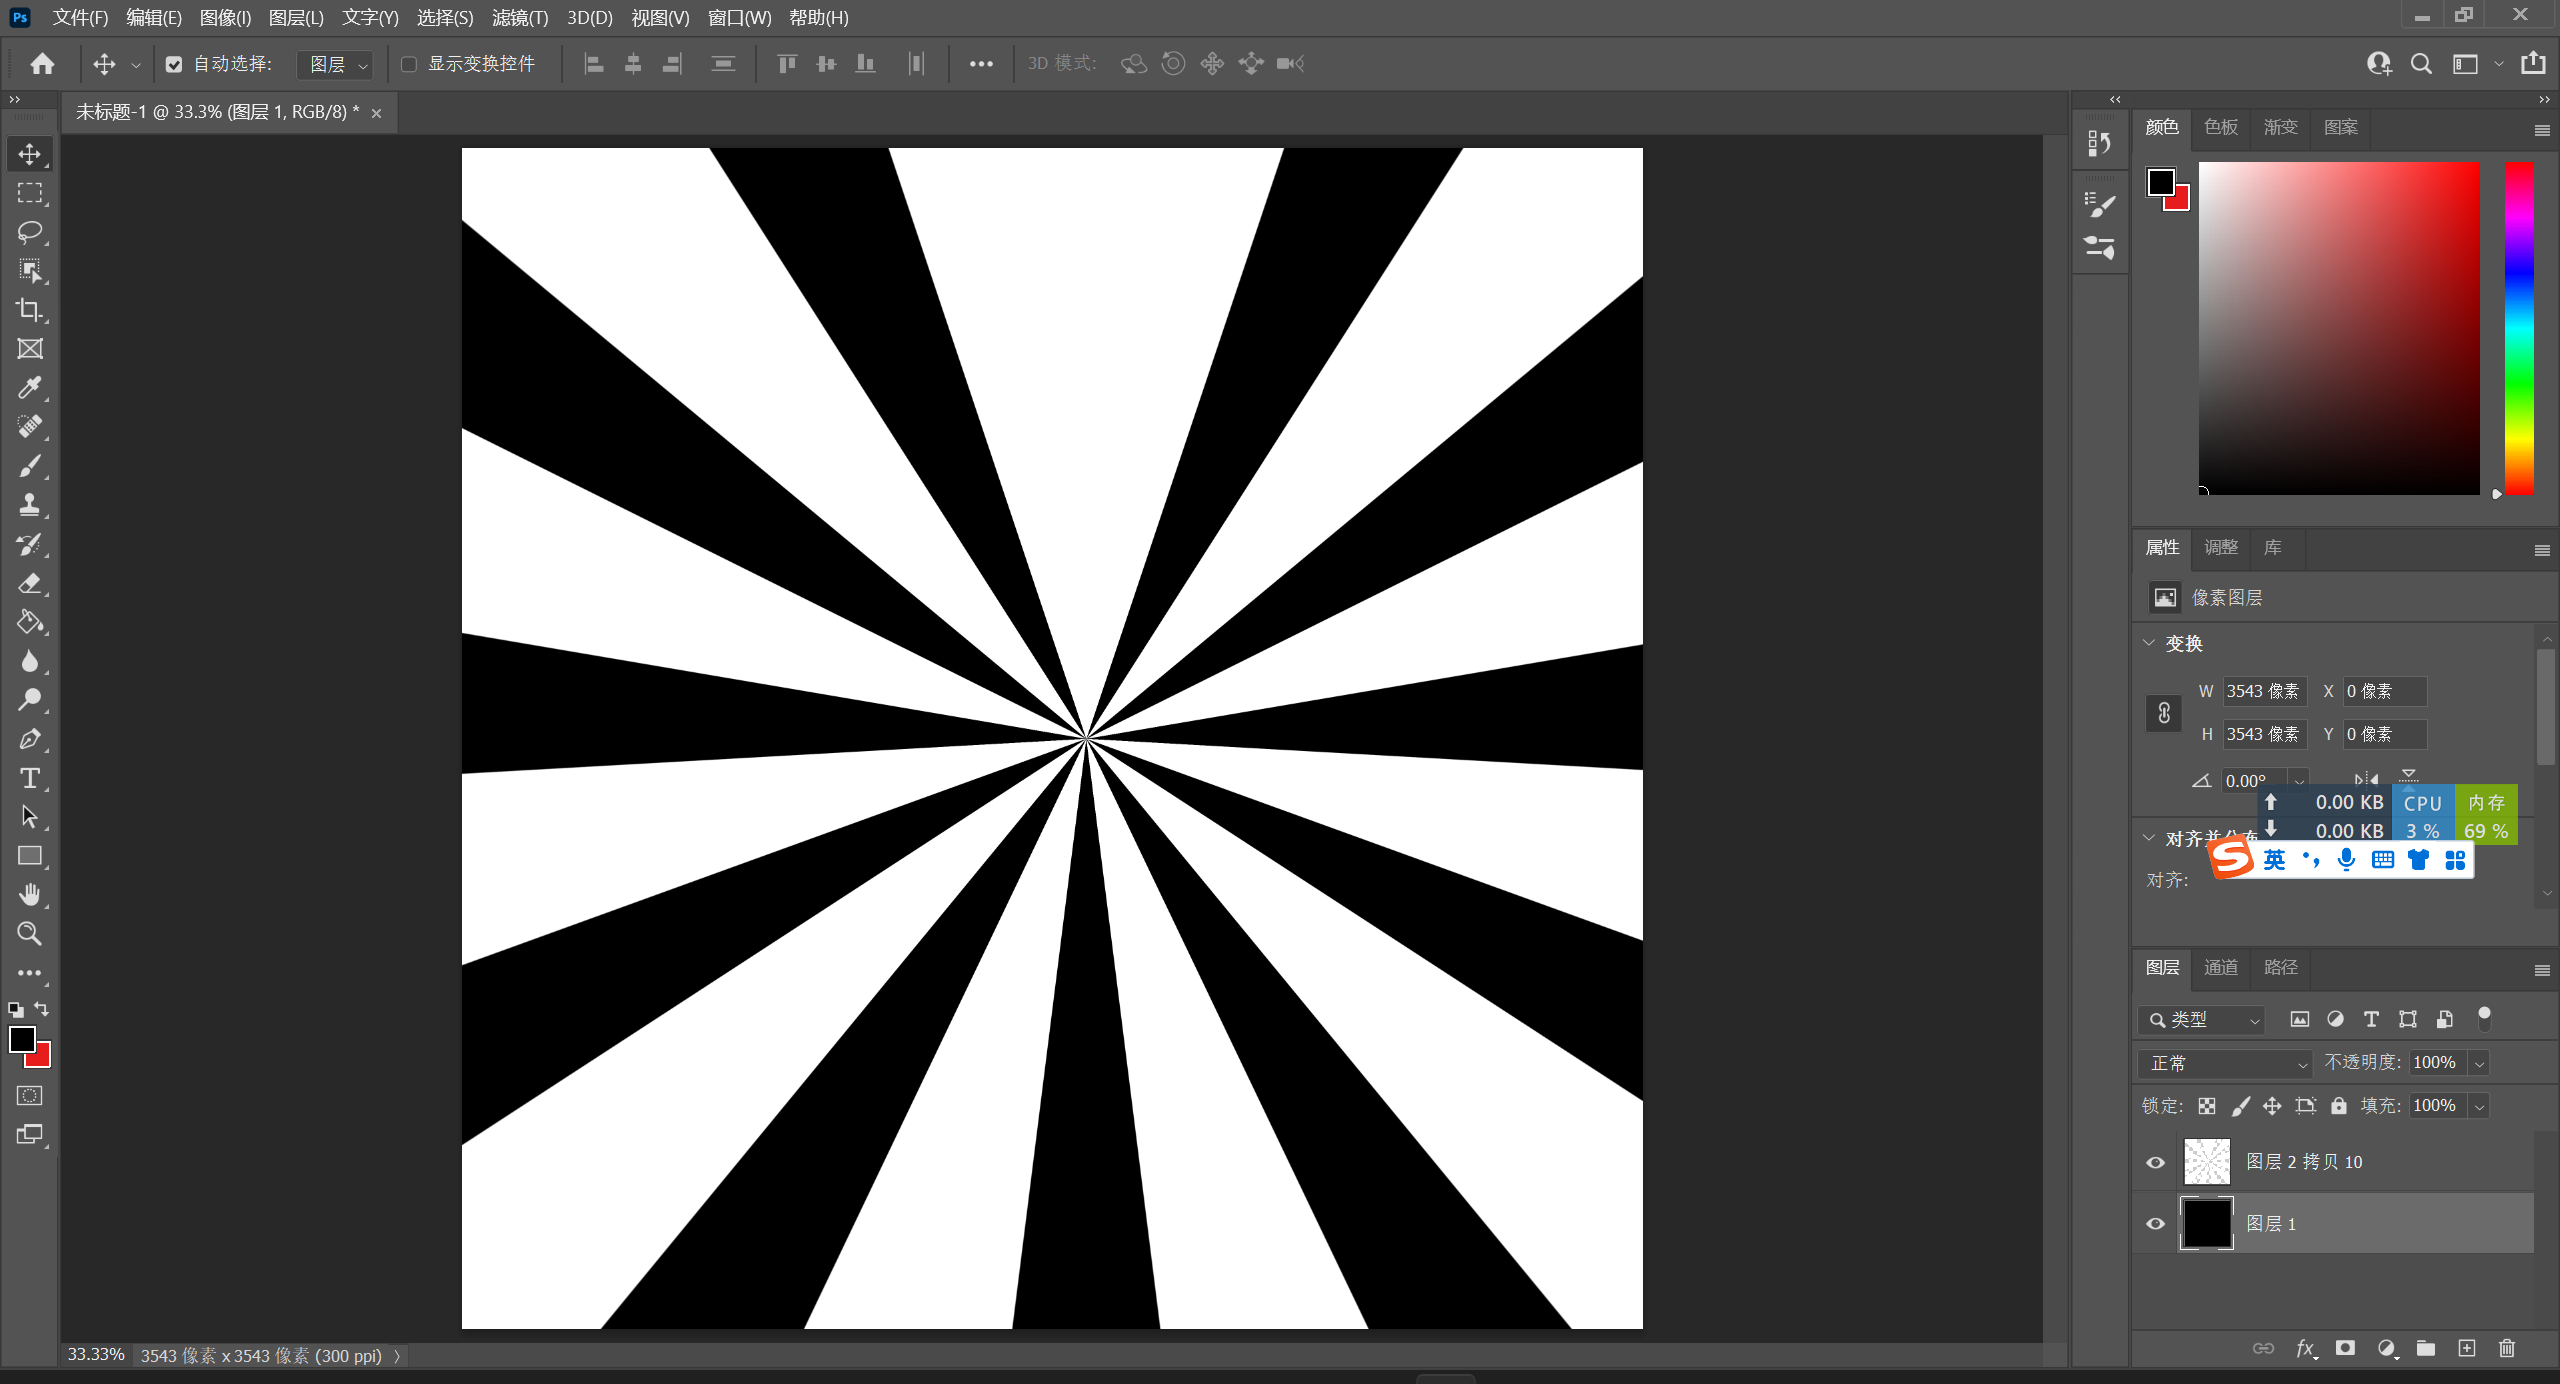 Ps 文件(F) 编辑(E) 图像(I) 图层(L) 文字(Y) 选择(S) 滤镜(T) 3D(D) 视图(V) 窗口(W) 帮助(H)
自动选择: 图层 显示变换控件 3D 模式:
未标题-1 @ 33.3% (图层 1, RGB/8) * ×
颜色 色板 渐变 图案
属性 调整 库
像素图层
变换
W 3543 像素 X 0 像素
H 3543 像素 Y 0 像素
0.00°
0.00 KB CPU 内存
0.00 KB 3 % 69 %
对齐并分布
英
对齐:
图层 通道 路径
类型
正常 不透明度: 100%
锁定: 填充: 100%
图层 2 拷贝 10
图层 1
fx
33.33% 3543 像素 x 3543 像素 (300 ppi)